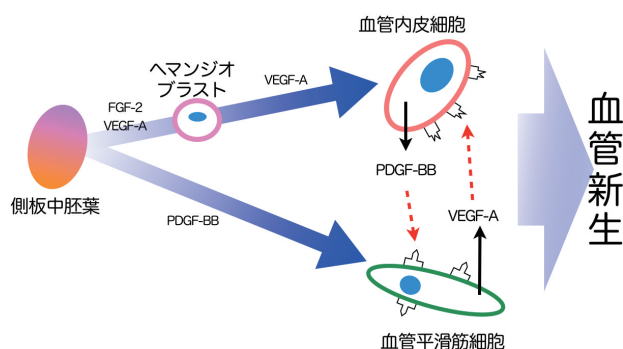 血管内皮細胞
ヘマンジオ
ブラスト
VEGF-A
FGF-2
VEGF-A
側板中胚葉
PDGF-BB
PDGF-BB
VEGF-A
血管平滑筋細胞
血管新生